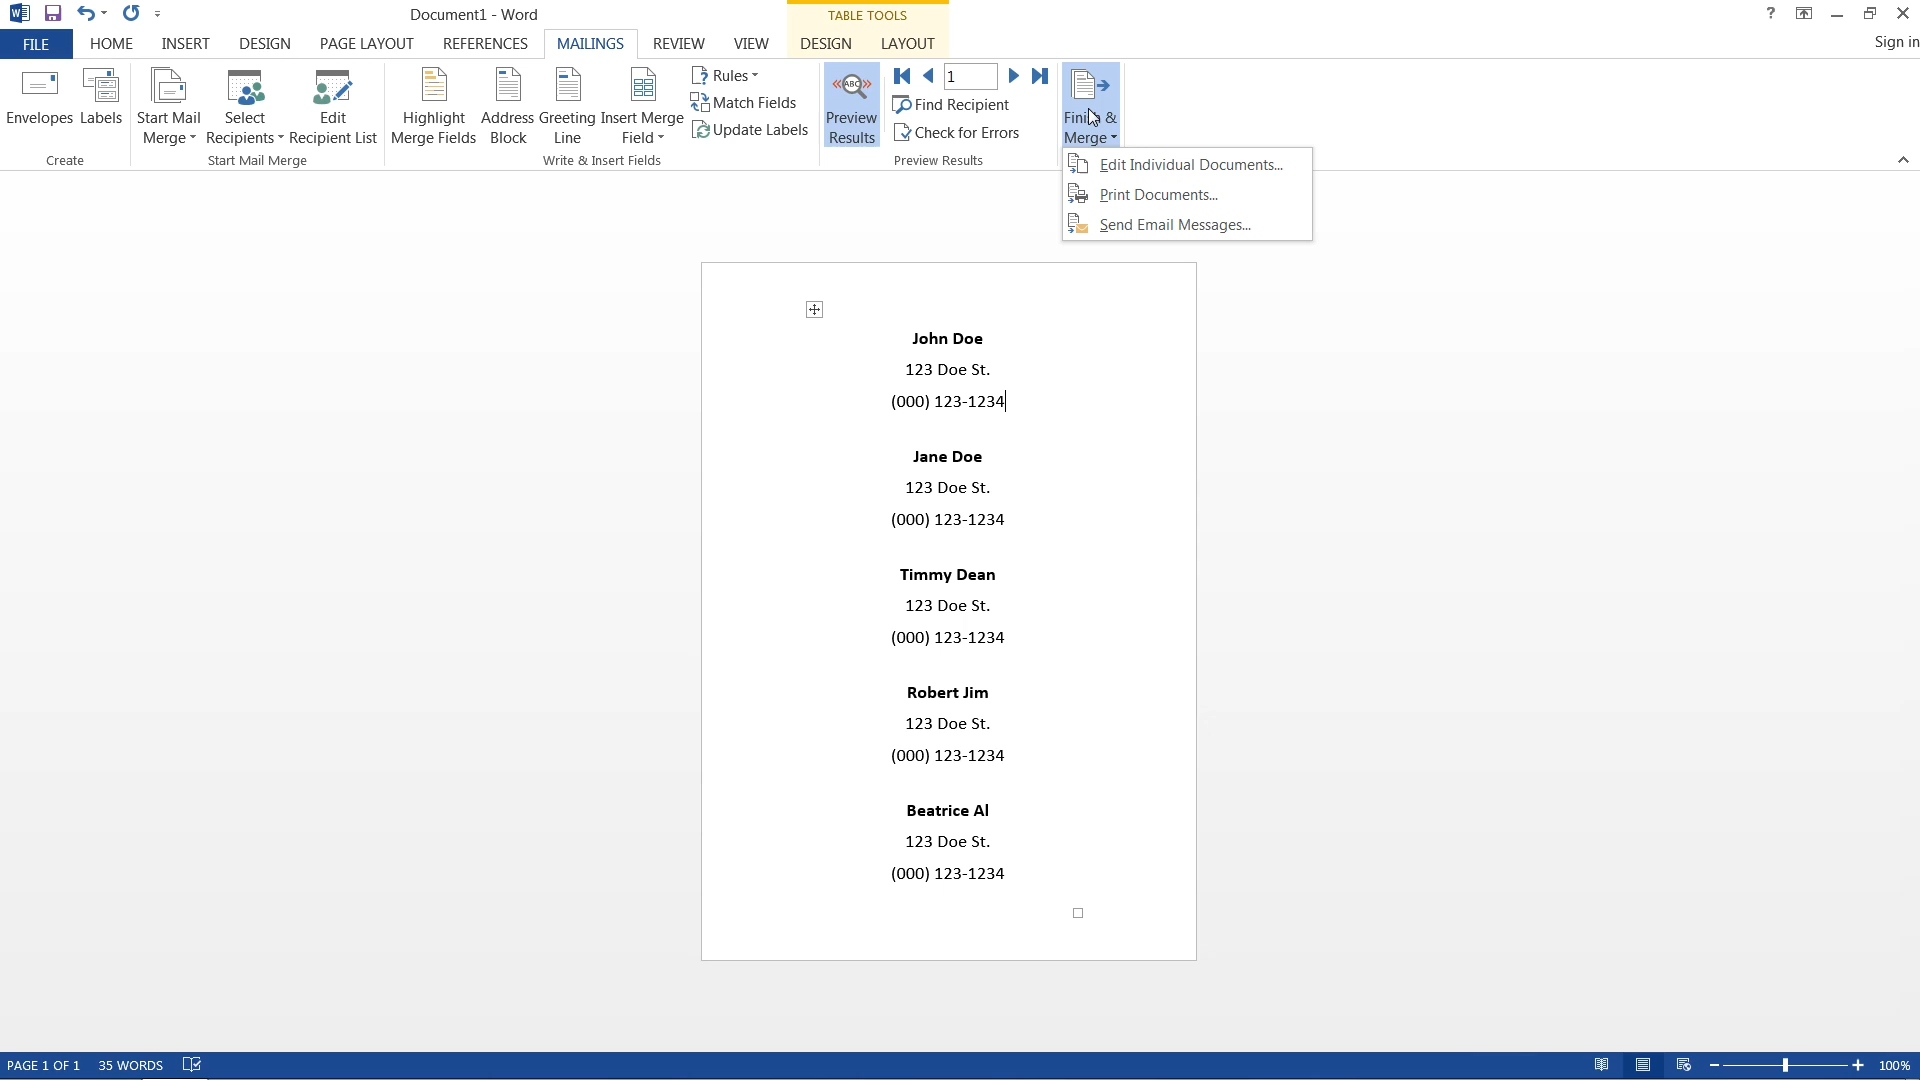 Document1 - Word
TABLE TOOLS
?
FILE HOME INSERT DESIGN PAGE LAYOUT REFERENCES MAILINGS REVIEW VIEW DESIGN LAYOUT
Sign in
Envelopes
Labels
Create
Start Mail
Merge
Select
Recipients
Edit
Recipient List
Start Mail Merge
Highlight
Merge Fields
Address
Block
Greeting
Line
Insert Merge
Field
Rules
Match Fields
Update Labels
Write & Insert Fields
ABC
Preview
Results
1
Find Recipient
Check for Errors
Preview Results
Finish &
Merge
Edit Individual Documents...
Print Documents...
Send Email Messages...
John Doe
123 Doe St.
(000) 123-1234
Jane Doe
123 Doe St.
(000) 123-1234
Timmy Dean
123 Doe St.
(000) 123-1234
Robert Jim
123 Doe St.
(000) 123-1234
Beatrice Al
123 Doe St.
(000) 123-1234
PAGE 1 OF 1 35 WORDS
100%